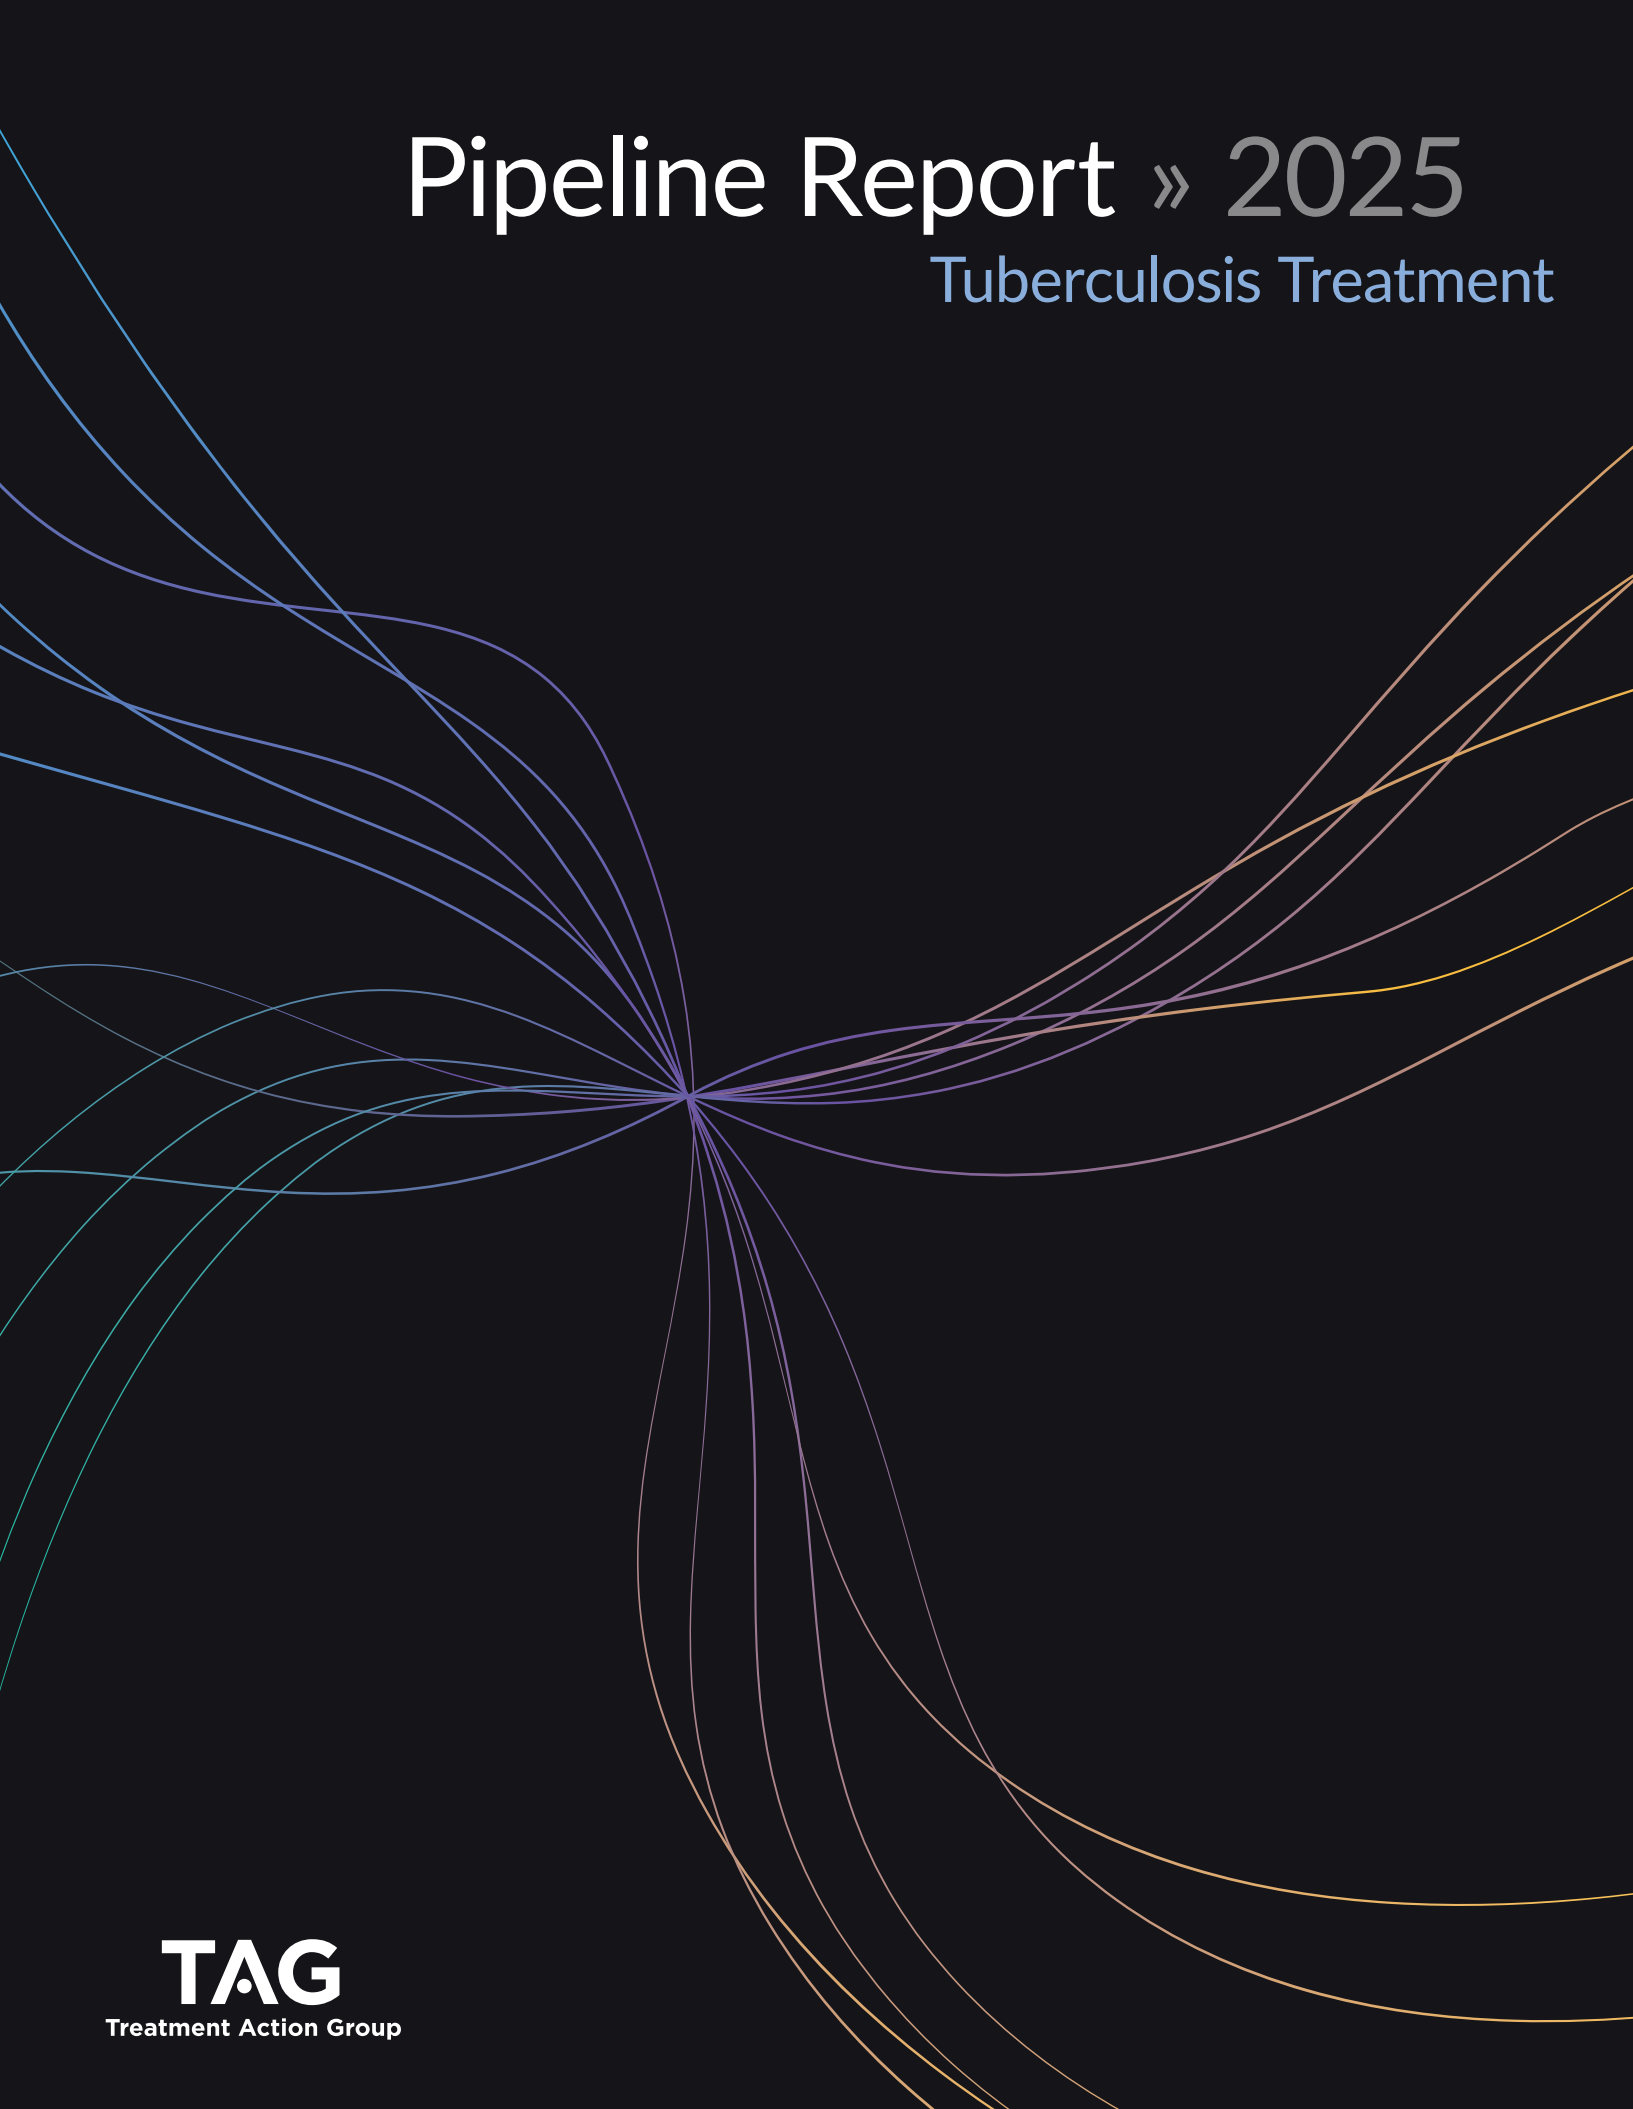 Pipeline Report » 2025
Tuberculosis Treatment
TAG
Treatment Action Group